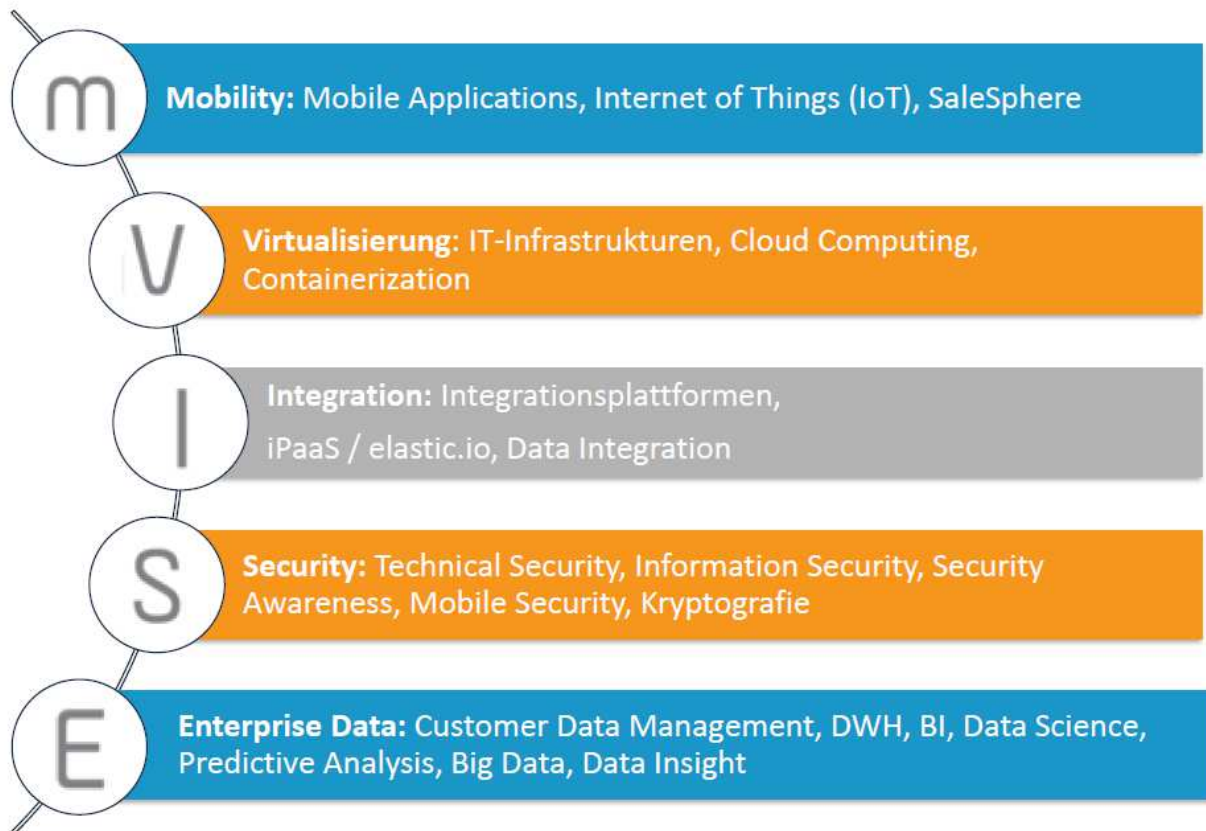 m
Mobility: Mobile Applications, Internet of Things (IoT), SaleSphere
V
Virtualisierung: IT-Infrastrukturen, Cloud Computing,
Containerization
I
Integration: Integrationsplattformen,
iPaaS / elastic.io, Data Integration
S
Security: Technical Security, Information Security, Security
Awareness, Mobile Security, Kryptografie
E
Enterprise Data: Customer Data Management, DWH, BI, Data Science,
Predictive Analysis, Big Data, Data Insight